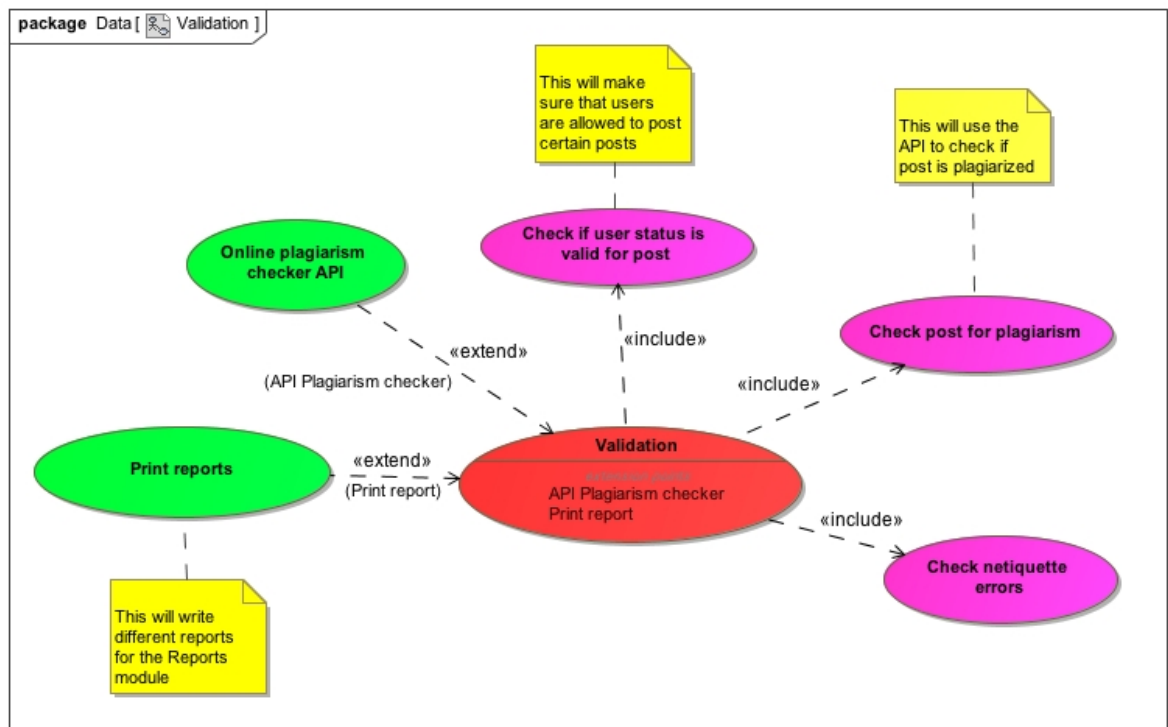 package Data [ Validation ]
This will make
sure that users
are allowed to post
certain posts
This will use the
API to check if
post is plagiarized
Check if user status is
valid for post
Online plagiarism
checker API
Check post for plagiarism
«extend»
(API Plagiarism checker)
«include»
«include»
Validation
extension points
API Plagiarism checker
Print report
Print reports
«extend»
(Print report)
«include»
Check netiquette
errors
This will write
different reports
for the Reports
module